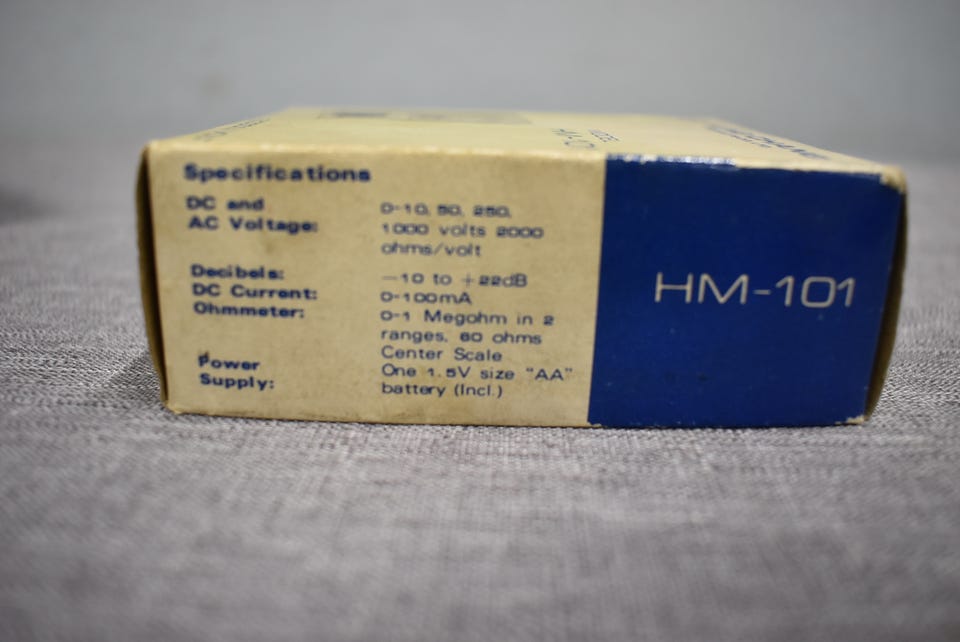 Specifications
DC and
AC Voltage:
0-10, 50, 250,
1000 volts 2000
ohms/volt
Decibels:
-10 to +22dB
DC Current:
0-100mA
Ohmmeter:
0-1 Megohm in 2
ranges, 60 ohms
Center Scale
Power
Supply:
One 1.5V size "AA"
battery (Incl.)
HM-101
MODEL